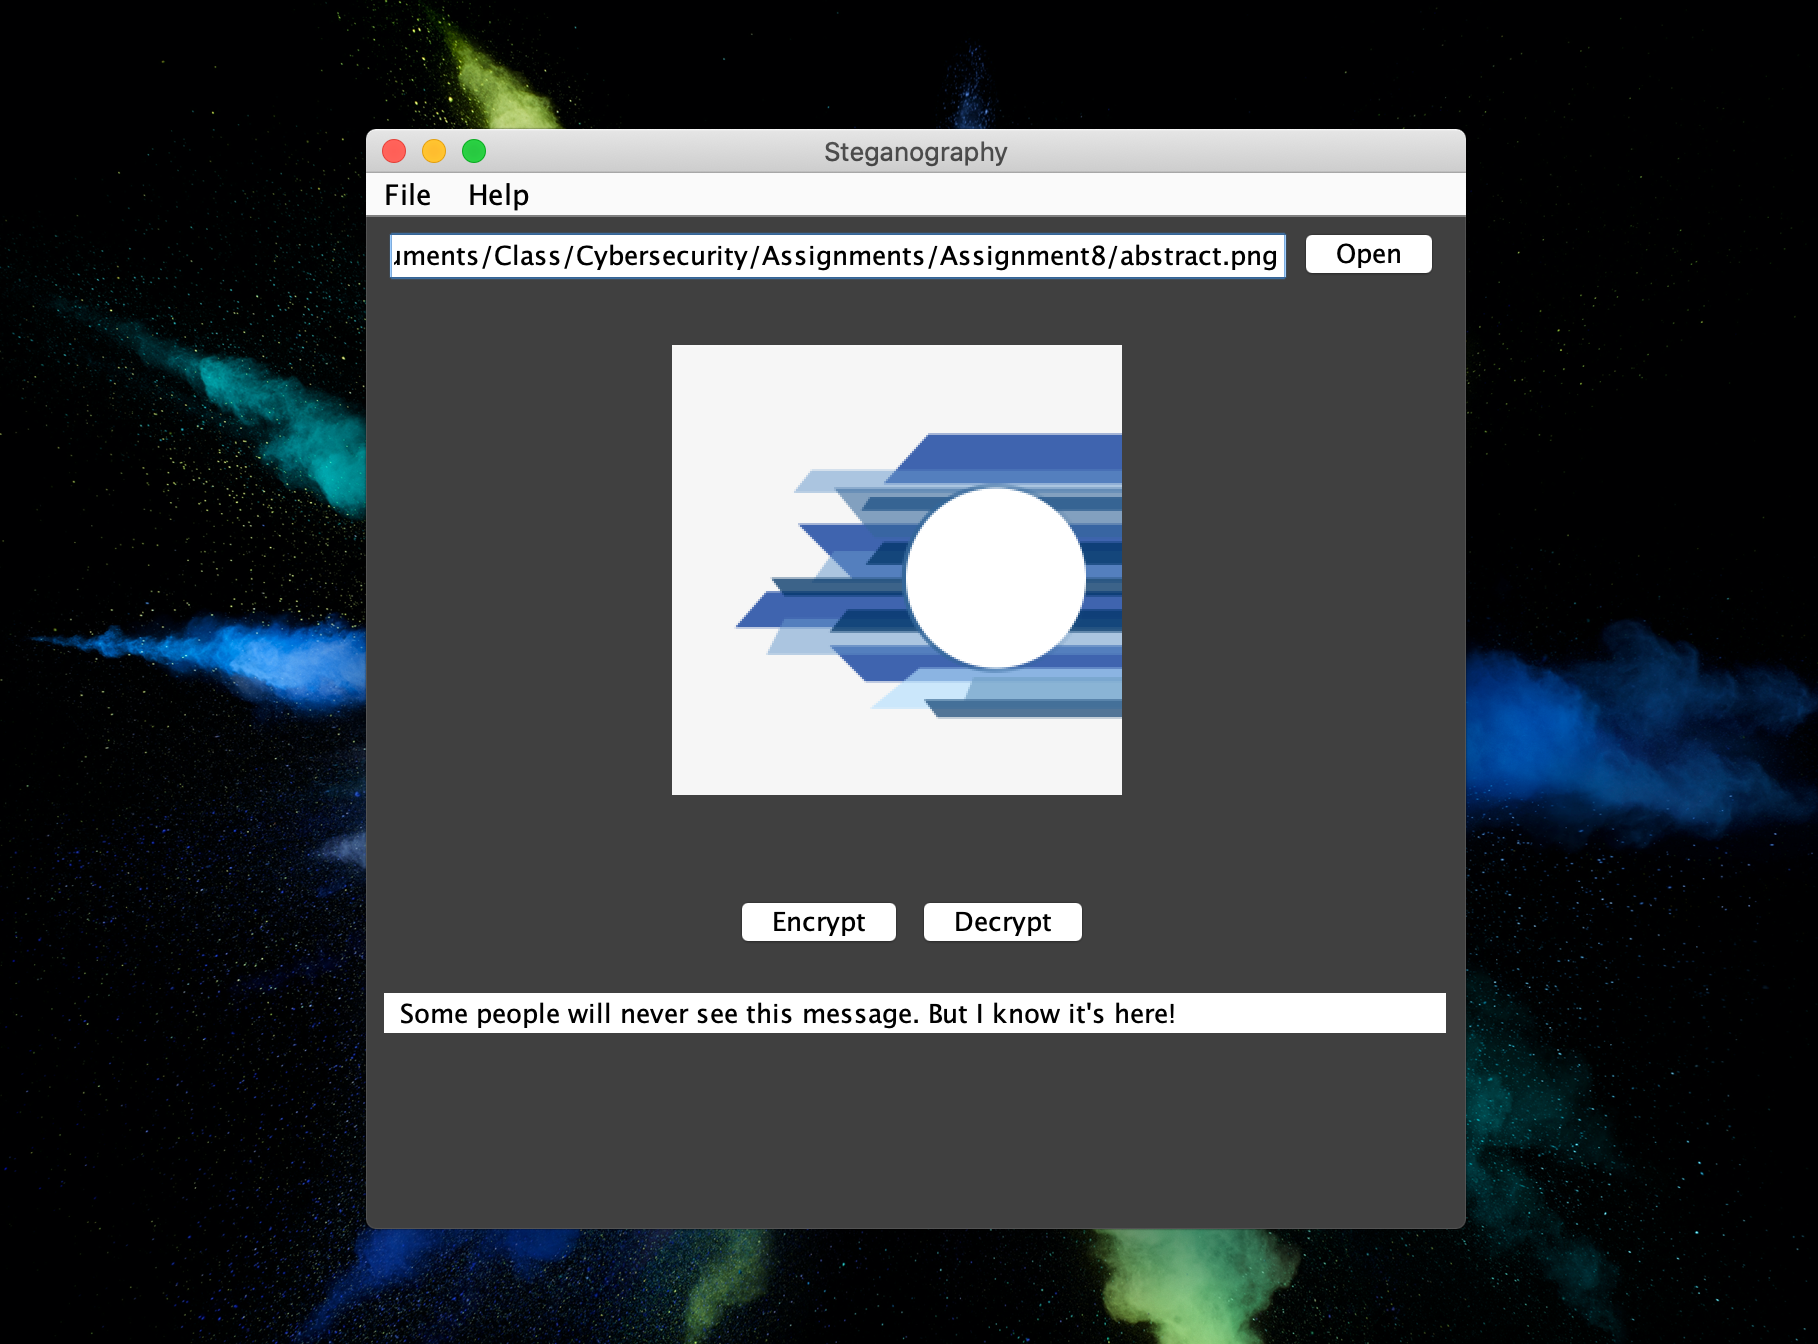 Steganography
File Help
uments/Class/Cybersecurity/Assignments/Assignment8/abstract.png Open
Encrypt Decrypt
Some people will never see this message. But I know it's here!